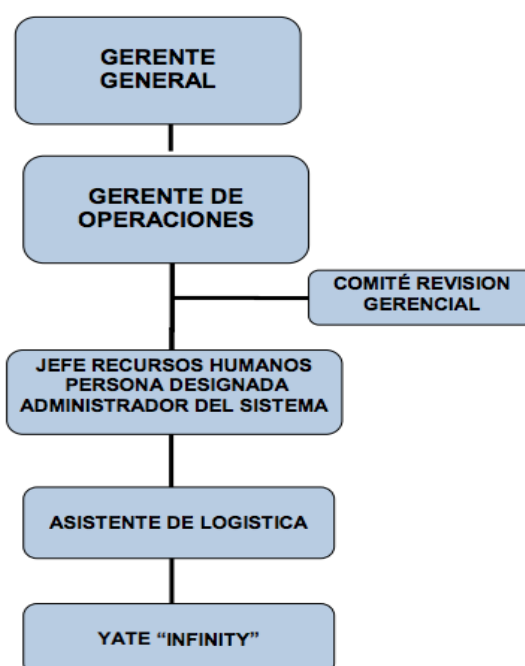 GERENTE
GENERAL
GERENTE DE
OPERACIONES
COMITÉ REVISION
GERENCIAL
JEFE RECURSOS HUMANOS
PERSONA DESIGNADA
ADMINISTRADOR DEL SISTEMA
ASISTENTE DE LOGISTICA
YATE “INFINITY”